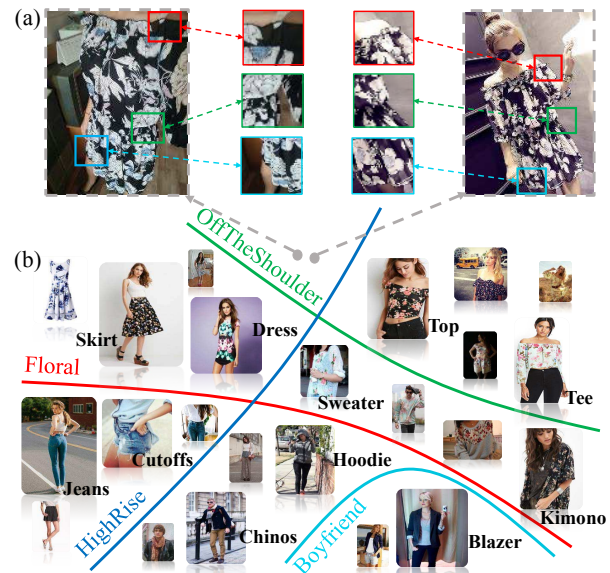 (a)
OffTheShoulder
(b)
Skirt
Dress
Top
Floral
Sweater
Tee
Jeans
Cutoffs
Hoodie
HighRise
Chinos
Boyfriend
Blazer
Kimono